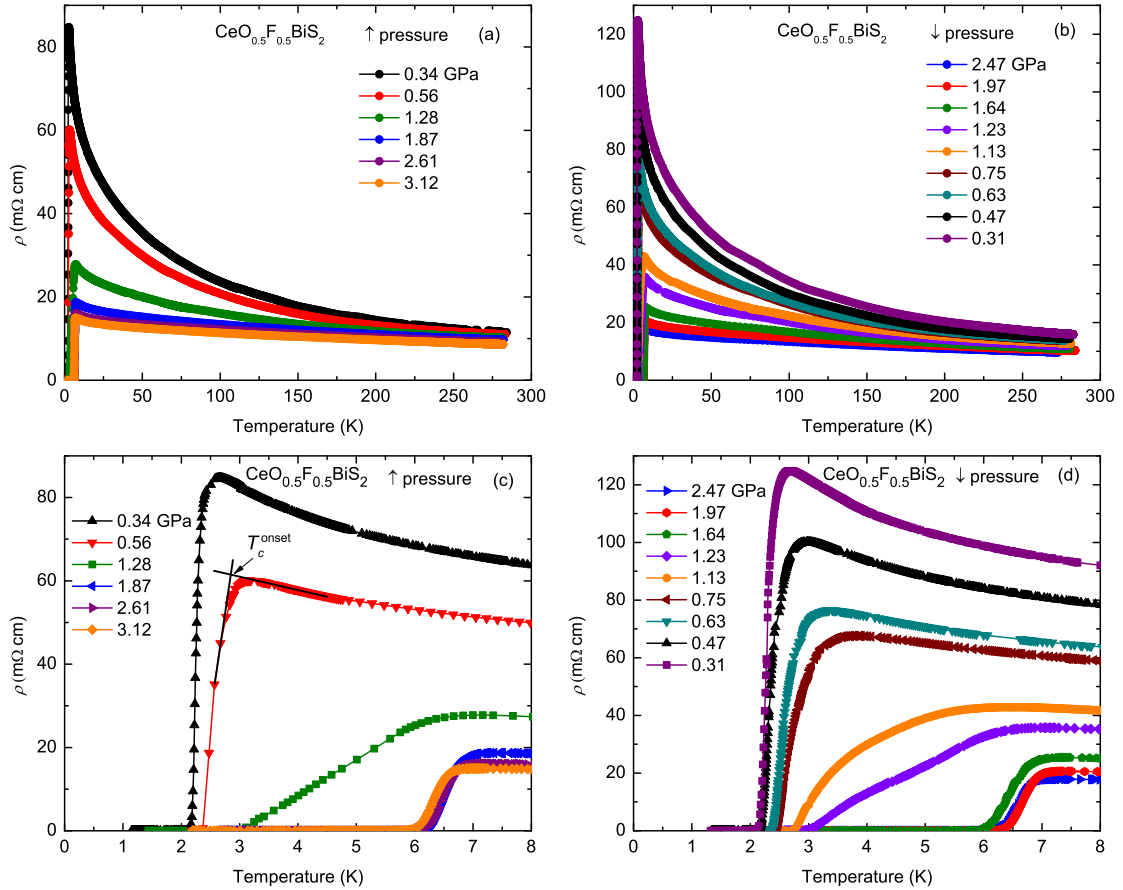 CeO0.5F0.5BiS2 ↑ pressure (a)
0.34 GPa
0.56
1.28
1.87
2.61
3.12
ρ (mΩ cm)
80
60
40
20
0
0 50 100 150 200 250 300
Temperature (K)
CeO0.5F0.5BiS2 ↓ pressure (b)
2.47 GPa
1.97
1.64
1.23
1.13
0.75
0.63
0.47
0.31
ρ (mΩ cm)
120
100
80
60
40
20
0
0 50 100 150 200 250 300
Temperature (K)
CeO0.5F0.5BiS2 ↑ pressure (c)
0.34 GPa
0.56
1.28
1.87
2.61
3.12
Tc onset
ρ (mΩ cm)
80
60
40
20
0
0 1 2 3 4 5 6 7 8
Temperature (K)
CeO0.5F0.5BiS2 ↓ pressure (d)
2.47 GPa
1.97
1.64
1.23
1.13
0.75
0.63
0.47
0.31
ρ (mΩ cm)
120
100
80
60
40
20
0
0 1 2 3 4 5 6 7 8
Temperature (K)